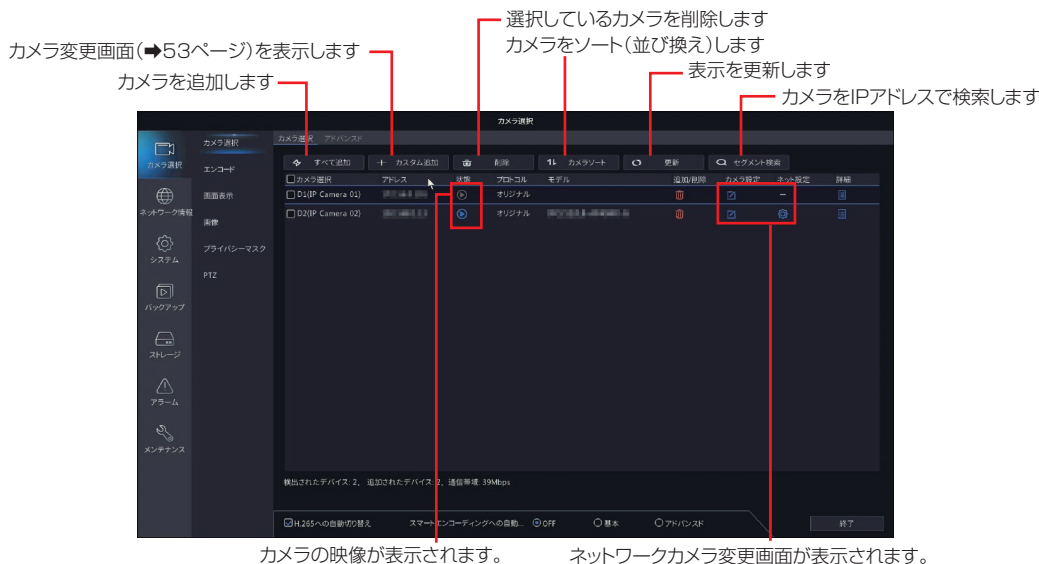 選択しているカメラを削除します
カメラ変更画面(➡53ページ)を表示します
カメラをソート(並び換え)します
カメラを追加します
表示を更新します
カメラをIPアドレスで検索します
カメラ選択
カメラ選択
カメラ選択 アドバンスド
カメラ選択
すべて追加 カスタム追加 削除 カメラソート 更新 セグメント検索
エンコード
カメラ選択 アドレス 状態 プロトコル モデル 追加/削除 カメラ設定 ネット設定 詳細
D1(IP Camera 01) オリジナル −
画面表示
D2(IP Camera 02) オリジナル
ネットワーク情報
画像
システム
プライバシーマスク
PTZ
バックアップ
ストレージ
アラーム
メンテナンス
検出されたデバイス: 2, 追加されたデバイス: 2, 通信帯域: 39Mbps
H.265への自動切り替え スマートエンコーディングへの自動... OFF 基本 アドバンスド 終了
カメラの映像が表示されます。
ネットワークカメラ変更画面が表示されます。